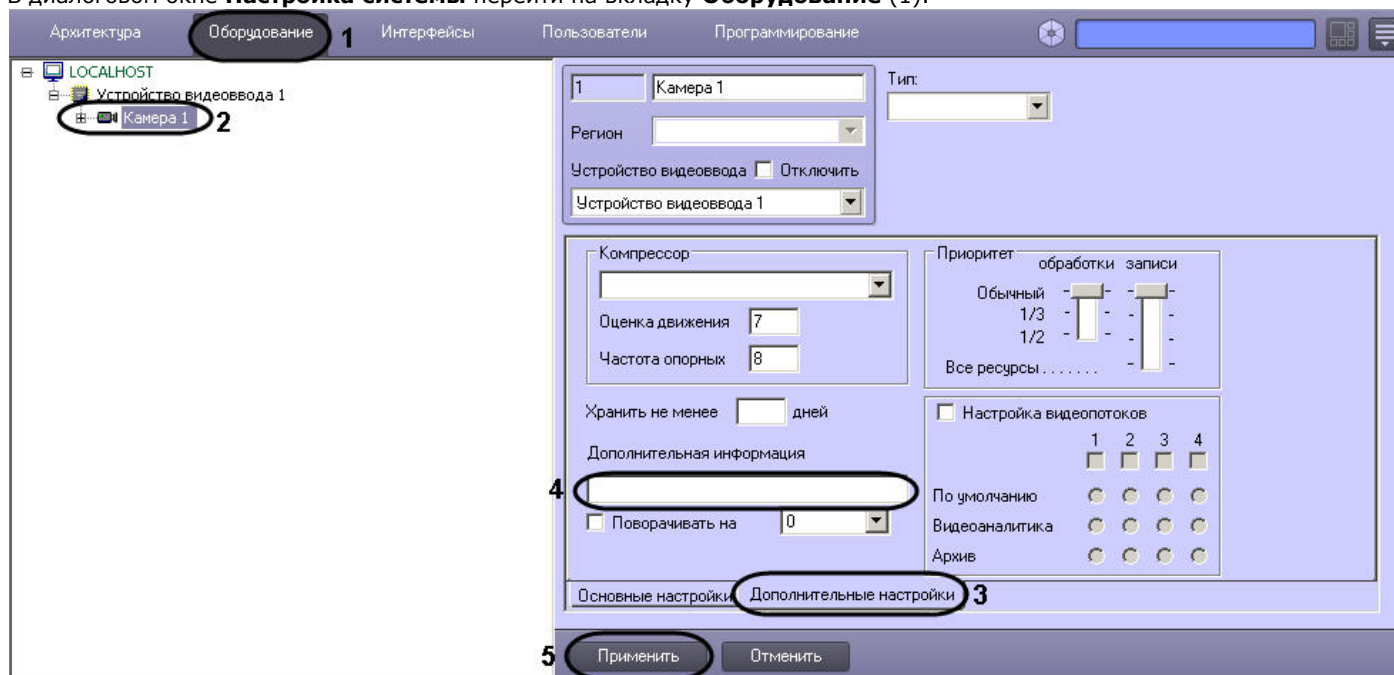 В диалоговом окне Настройка системы перейти на вкладку Оборудование (1).
Архитектура Оборудование 1 Интерфейсы Пользователи Программирование
LOCALHOST
Устройство видеоввода 1
Камера 1 2
1 Камера 1
Тип:
Регион
Устройство видеоввода Отключить
Устройство видеоввода 1
Компрессор
Оценка движения 7
Частота опорных 8
Приоритет
обработки записи
Обычный
1/3
1/2
Все ресурсы.......
Хранить не менее дней
Дополнительная информация
4
Поворачивать на 0
Настройка видеопотоков
1 2 3 4
По умолчанию
Видеоаналитика
Архив
Основные настройки Дополнительные настройки 3
5 Применить Отменить